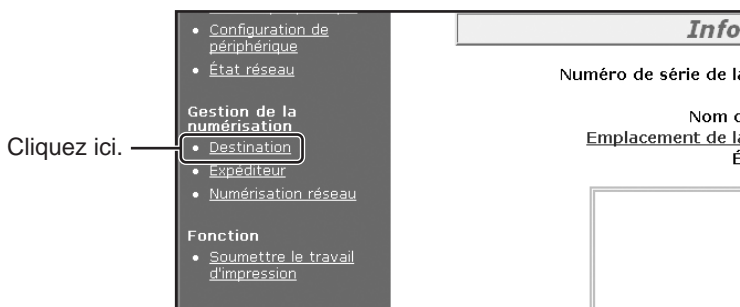 Configuration de
périphérique
État réseau
Gestion de la
numérisation
Destination
Expéditeur
Numérisation réseau
Fonction
Soumettre le travail
d'impression
Cliquez ici.
Info
Numéro de série de la
Nom
Emplacement de la